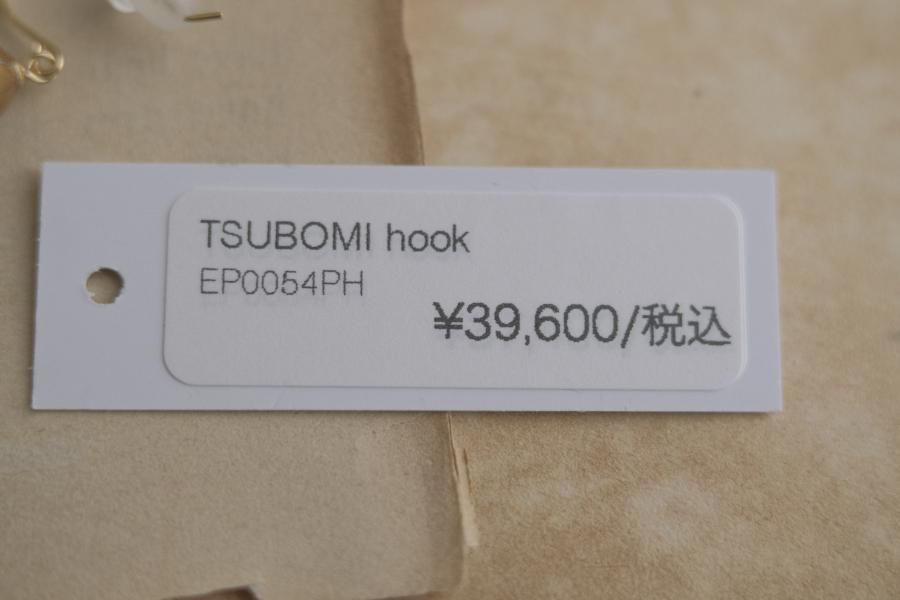 TSUBOMI hook
EP0054PH
¥39,600/税込